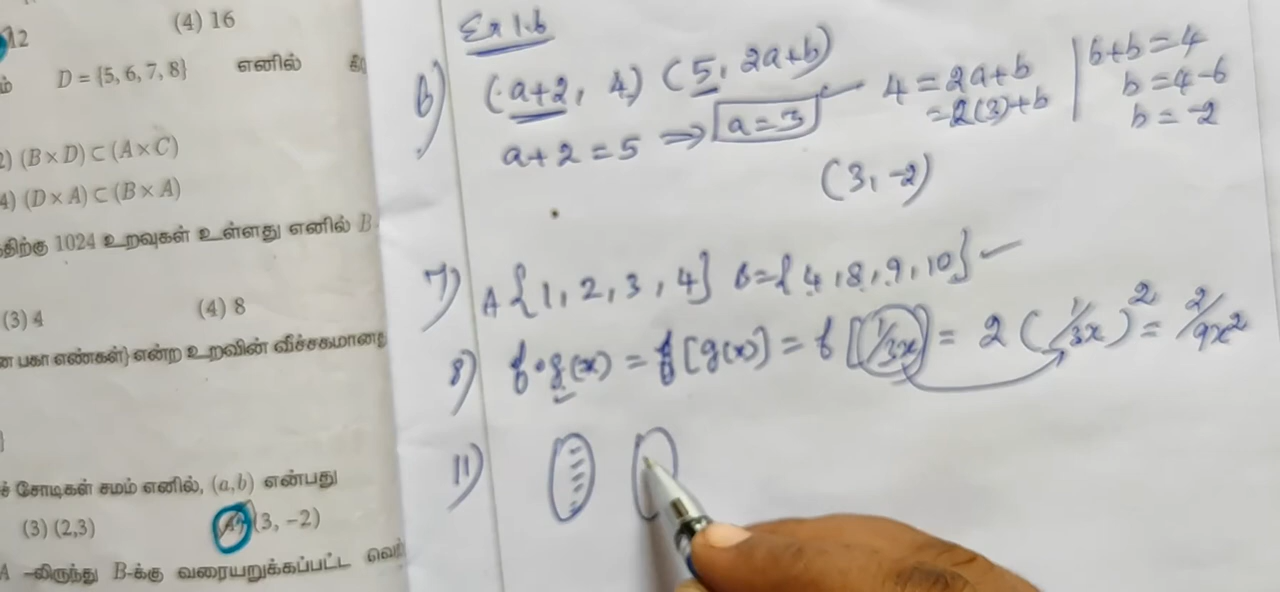 12
(4) 16
D = {5, 6, 7, 8} எனில்
2) (B × D) ⊂ (A × C)
4) (D × A) ⊂ (B × A)
1024 உறவுகள் உள்ளது எனில் B
(3) 4
(4) 8
பகா எண்கள்} என்ற உறவின் வீச்சகமானது
}
சோடிகள் சமம் எனில், (a,b) என்பது
(3) (2,3)
(3, −2)
A –லிருந்து B-க்கு வரையறுக்கப்பட்ட
Ex 1.6
6) (a+2, 4) (5, 2a+b)
a+2 = 5 ⇒ a = 3
4 = 2a+b
= 2(3)+b
6+b = 4
b = 4-6
b = -2
(3, -2)
7) A {1, 2, 3, 4} B={4, 8, 9, 10}
8) f∘g(x) = f[g(x)] = f[1/3x] = 2(1/3x)² = 2/9x²
11)